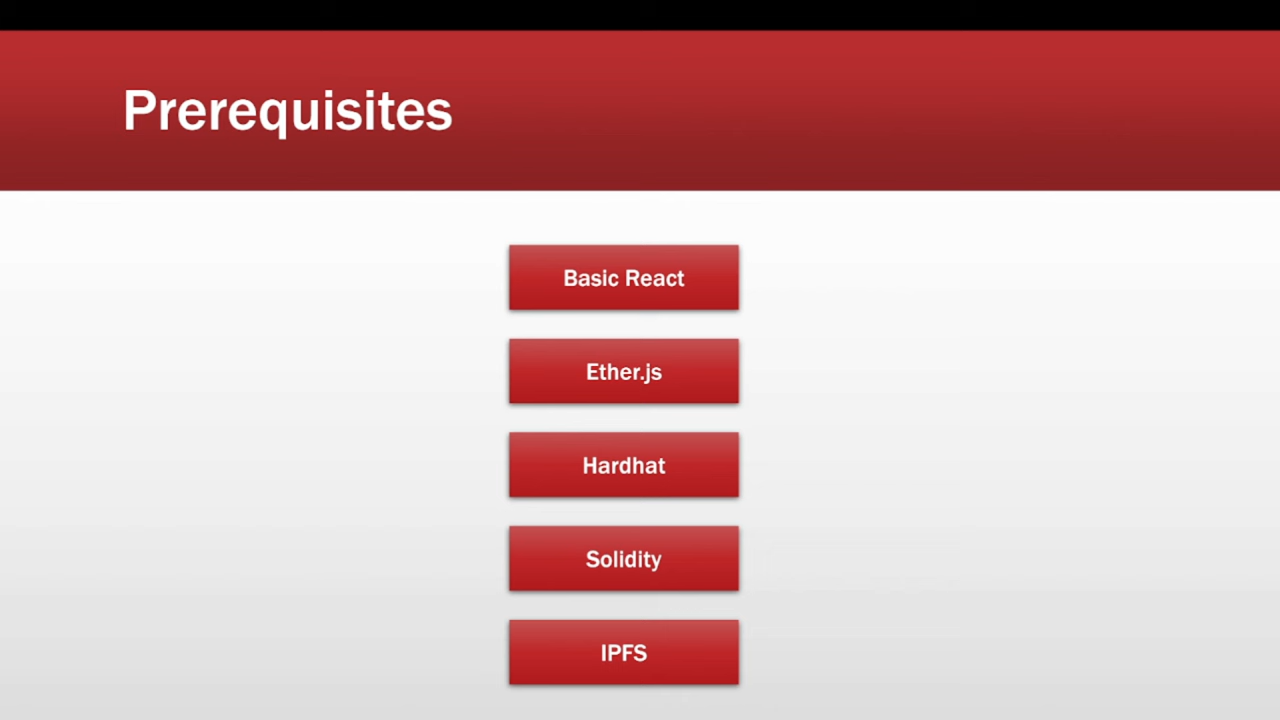 Prerequisites
Basic React
Ether.js
Hardhat
Solidity
IPFS